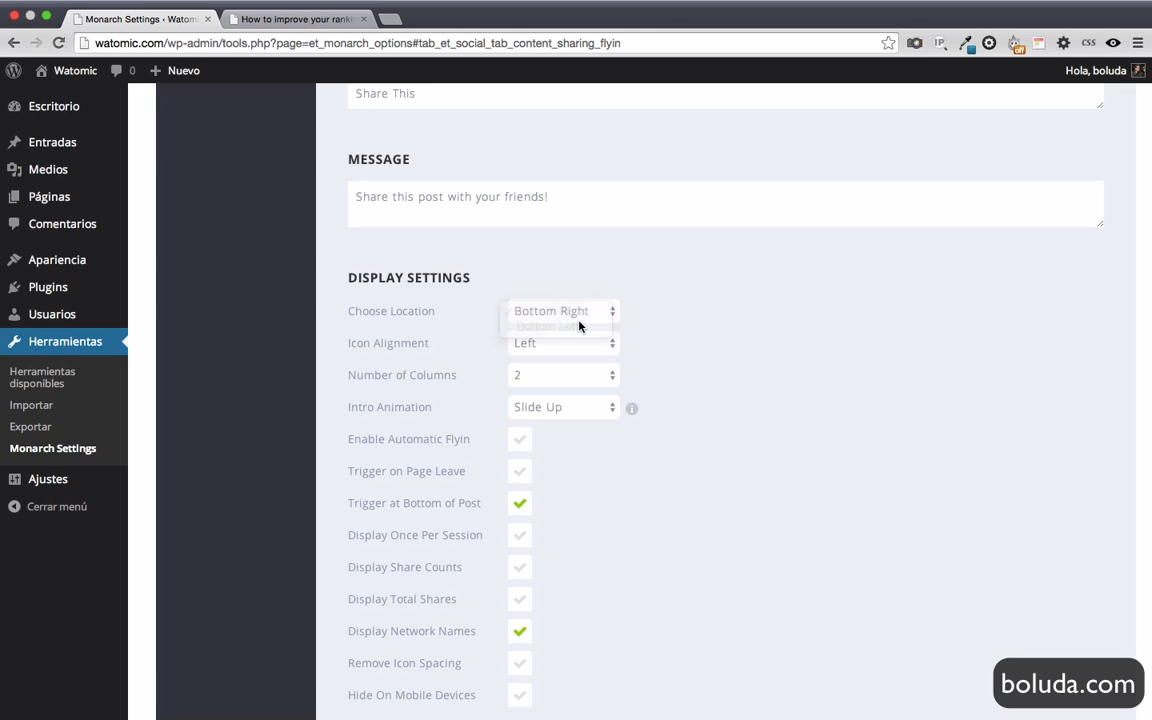 Monarch Settings ‹ Watomi
How to improve your ranki
watomic.com/wp-admin/tools.php?page=et_monarch_options#tab_et_social_tab_content_sharing_flyin
IP
off
CSS
Watomic
0
Nuevo
Hola, boluda
Escritorio
Entradas
Medios
Páginas
Comentarios
Apariencia
Plugins
Usuarios
Herramientas
Herramientas disponibles
Importar
Exportar
Monarch Settings
Ajustes
Cerrar menú
Share This
MESSAGE
Share this post with your friends!
DISPLAY SETTINGS
Choose Location
Bottom Right
Bottom Left
Icon Alignment
Left
Number of Columns
2
Intro Animation
Slide Up
Enable Automatic Flyin
Trigger on Page Leave
Trigger at Bottom of Post
Display Once Per Session
Display Share Counts
Display Total Shares
Display Network Names
Remove Icon Spacing
Hide On Mobile Devices
boluda.com